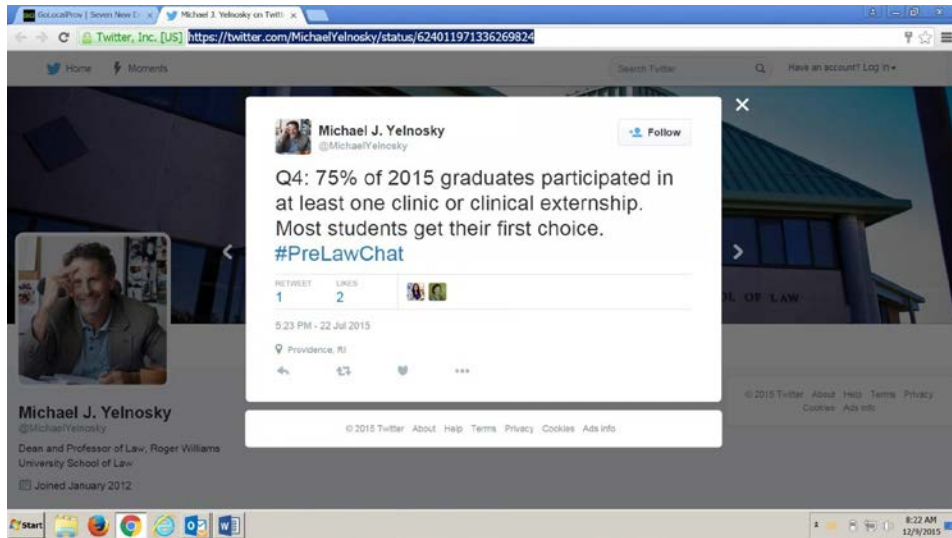 GoLocalProv | Seven New
Michael J. Yelnosky on Twitt
Twitter, Inc. [US] https://twitter.com/MichaelYelnosky/status/624011971336269824
Home Moments Search Twitter Have an account? Log in
Michael J. Yelnosky
@MichaelYelnosky
Follow
Q4: 75% of 2015 graduates participated in
at least one clinic or clinical externship.
Most students get their first choice.
#PreLawChat
RETWEET LIKES
1 2
5:23 PM - 22 Jul 2015
Providence, RI
© 2015 Twitter About Help Terms Privacy Cookies Ads info
OF LAW
Michael J. Yelnosky
@MichaelYelnosky
Dean and Professor of Law, Roger Williams
University School of Law
Joined January 2012
© 2015 Twitter About Help Terms Privacy
Cookies Ads info
Start
8:22 AM
12/9/2015